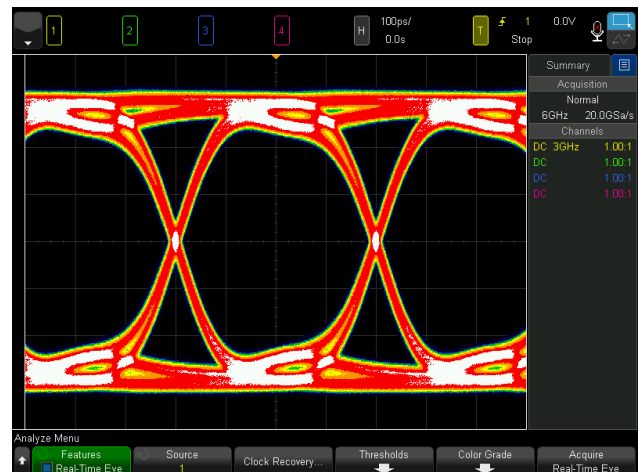 1 2 3 4 H 100ps/ T 1 0.0V
0.0s Stop
Summary
Acquisition
Normal
6GHz 20.0GSa/s
Channels
DC 3GHz 1.00:1
DC 1.00:1
DC 1.00:1
DC 1.00:1
Analyze Menu
Features Source Clock Recovery... Thresholds Color Grade Acquire
Real-Time Eye 1 Real-Time Eye